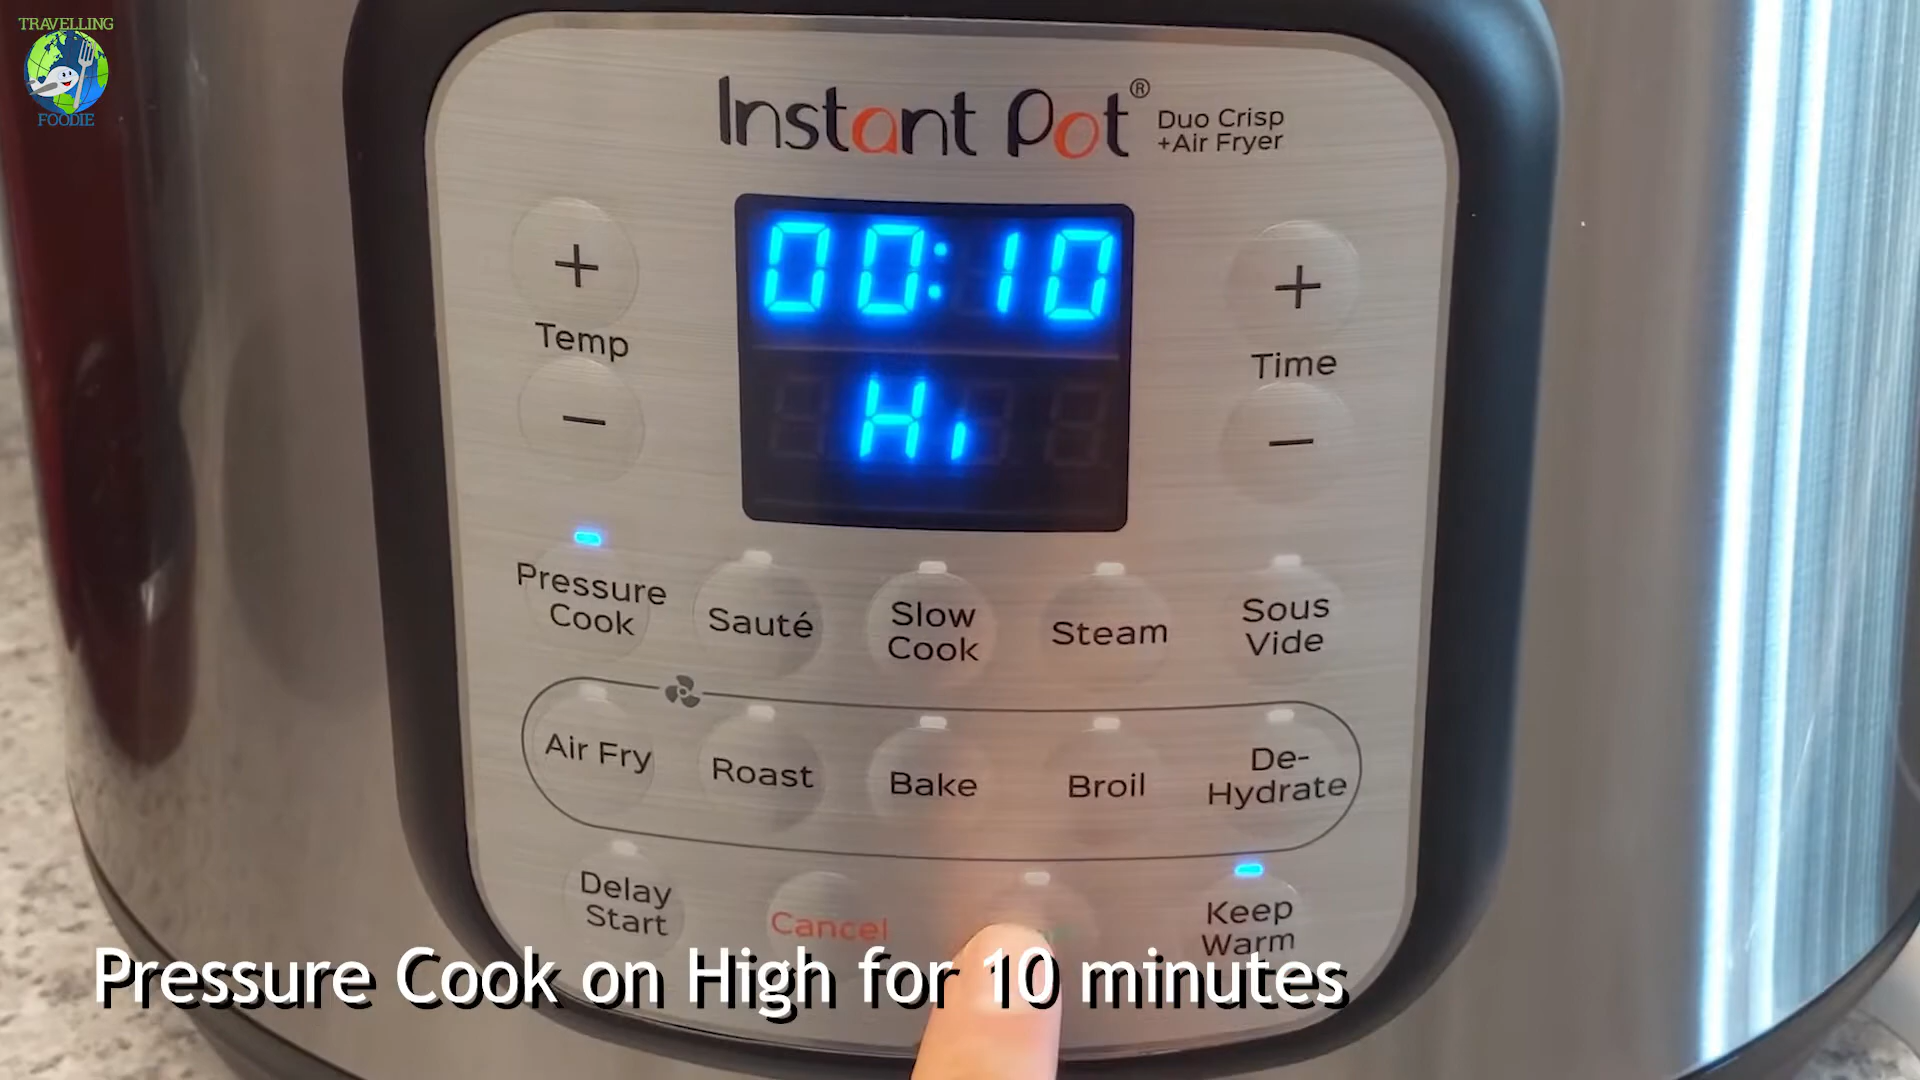 TRAVELLING
FOODIE
Instant Pot®
Duo Crisp
+Air Fryer
00:10
+
+
Temp
Time
Hi
−
−
Pressure
Cook
Sauté
Slow
Cook
Steam
Sous
Vide
Air Fry
Roast
Bake
Broil
De-
Hydrate
Delay
Start
Cancel
Keep
Warm
Pressure Cook on High for 10 minutes